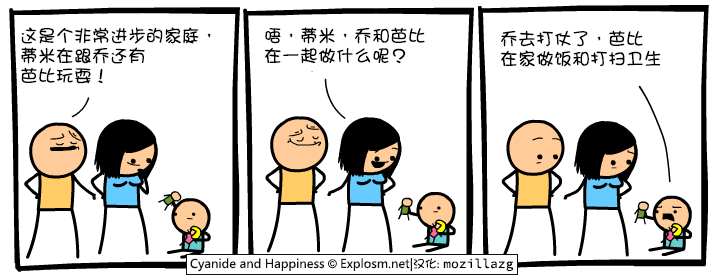 这是个非常进步的家庭，
蒂米在跟乔还有
芭比玩耍！
唔，蒂米，乔和芭比
在一起做什么呢？
乔去打仗了，芭比
在家做饭和打扫卫生
Cyanide and Happiness © Explosm.net|汉化: mozillazg